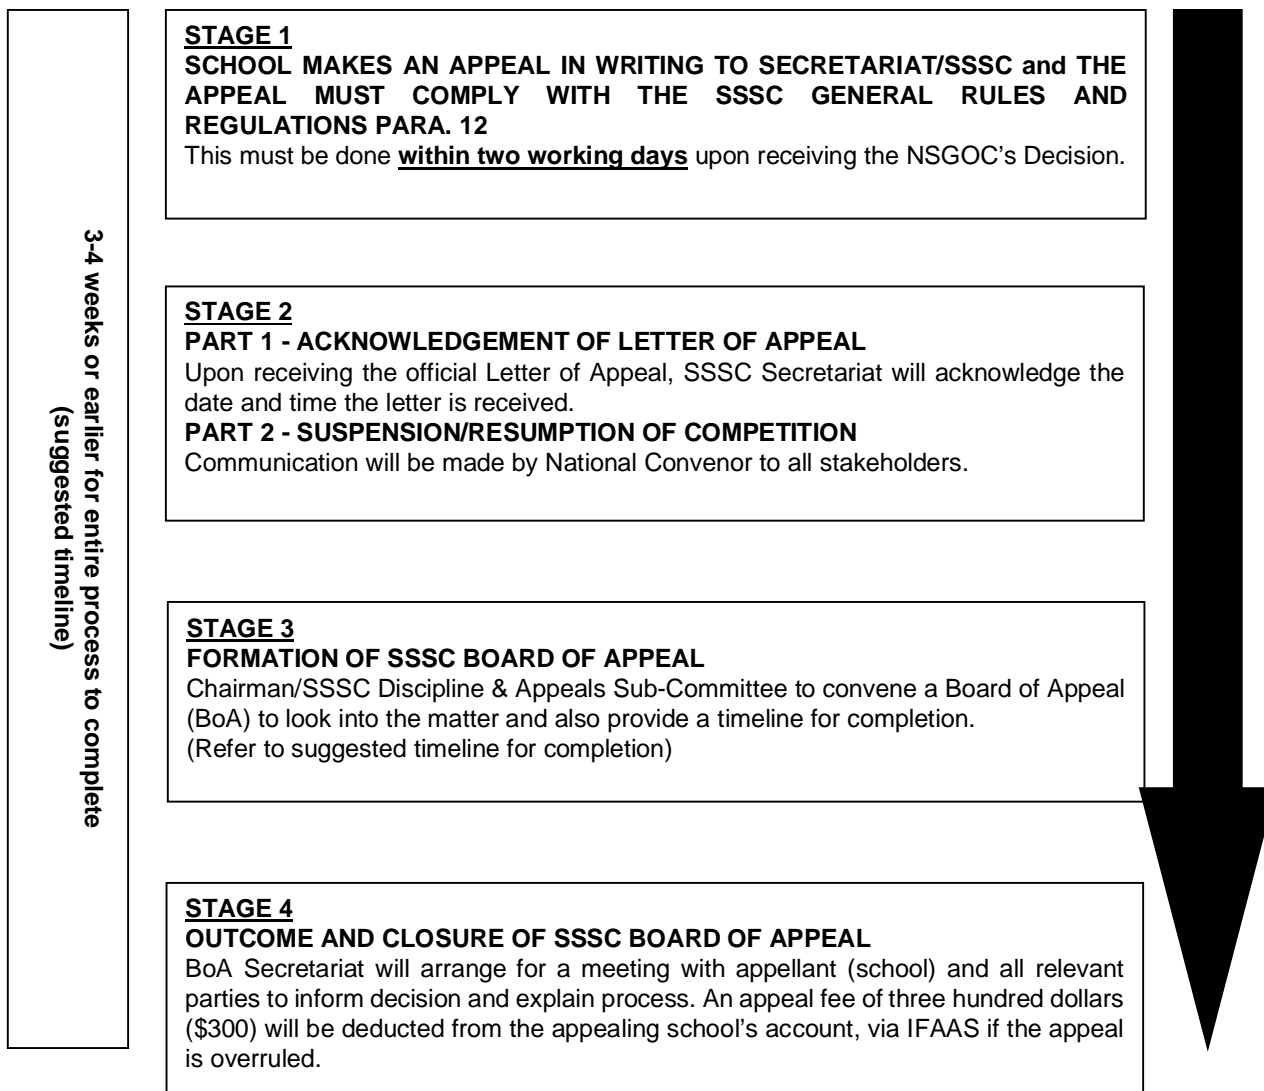 3-4 weeks or earlier for entire process to complete
(suggested timeline)
STAGE 1
SCHOOL MAKES AN APPEAL IN WRITING TO SECRETARIAT/SSSC and THE
APPEAL MUST COMPLY WITH THE SSSC GENERAL RULES AND
REGULATIONS PARA. 12
This must be done within two working days upon receiving the NSGOC’s Decision.
STAGE 2
PART 1 - ACKNOWLEDGEMENT OF LETTER OF APPEAL
Upon receiving the official Letter of Appeal, SSSC Secretariat will acknowledge the
date and time the letter is received.
PART 2 - SUSPENSION/RESUMPTION OF COMPETITION
Communication will be made by National Convenor to all stakeholders.
STAGE 3
FORMATION OF SSSC BOARD OF APPEAL
Chairman/SSSC Discipline & Appeals Sub-Committee to convene a Board of Appeal
(BoA) to look into the matter and also provide a timeline for completion.
(Refer to suggested timeline for completion)
STAGE 4
OUTCOME AND CLOSURE OF SSSC BOARD OF APPEAL
BoA Secretariat will arrange for a meeting with appellant (school) and all relevant
parties to inform decision and explain process. An appeal fee of three hundred dollars
($300) will be deducted from the appealing school’s account, via IFAAS if the appeal
is overruled.